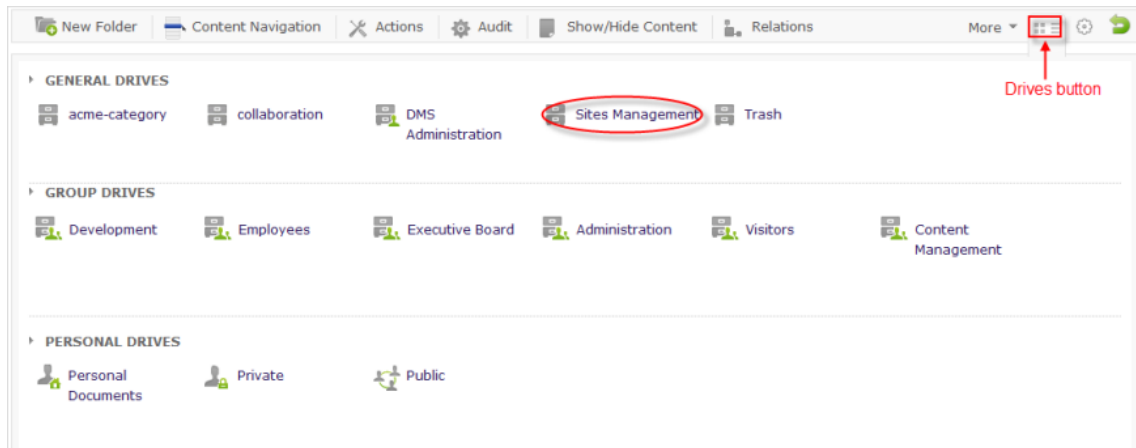 New Folder Content Navigation Actions Audit Show/Hide Content Relations More
Drives button
GENERAL DRIVES
acme-category collaboration DMS Sites Management Trash
Administration
GROUP DRIVES
Development Employees Executive Board Administration Visitors Content
Management
PERSONAL DRIVES
Personal Private Public
Documents